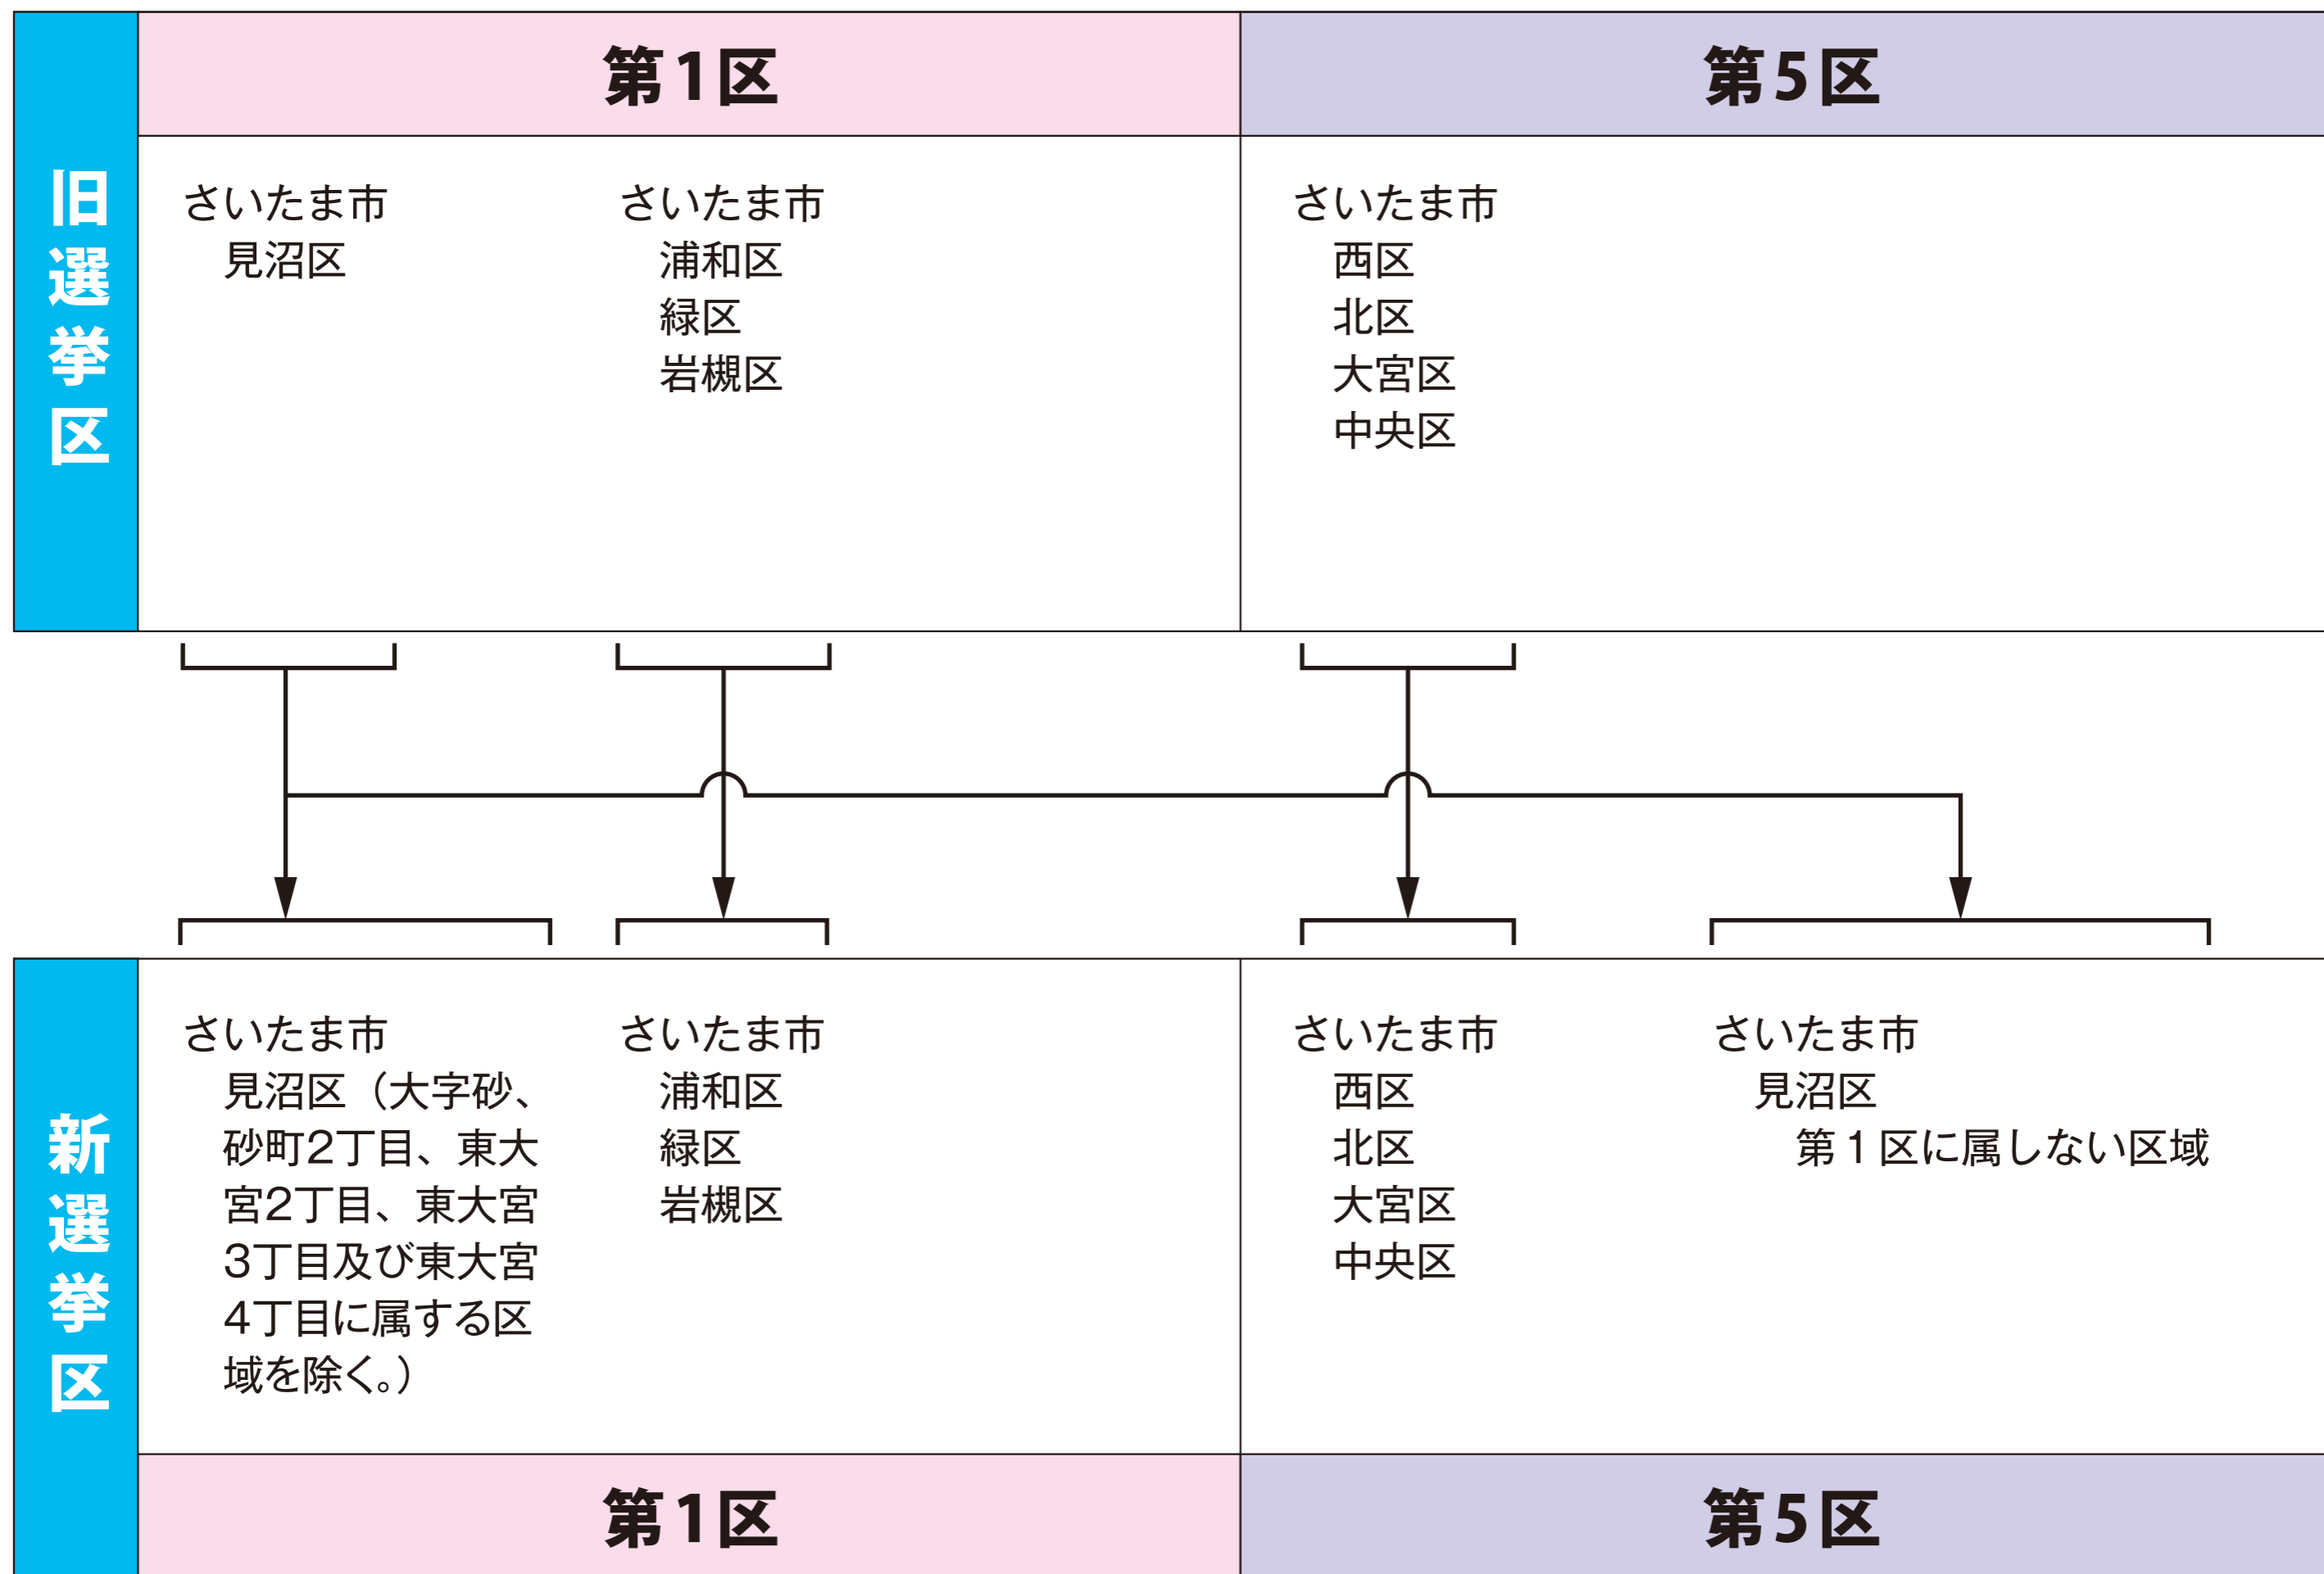 旧選挙区
第1区
さいたま市
見沼区
さいたま市
浦和区
緑区
岩槻区
第5区
さいたま市
西区
北区
大宮区
中央区
新選挙区
さいたま市
見沼区（大字砂、
砂町2丁目、東大
宮2丁目、東大宮
3丁目及び東大宮
4丁目に属する区
域を除く。）
さいたま市
浦和区
緑区
岩槻区
第1区
さいたま市
西区
北区
大宮区
中央区
さいたま市
見沼区
第1区に属しない区域
第5区